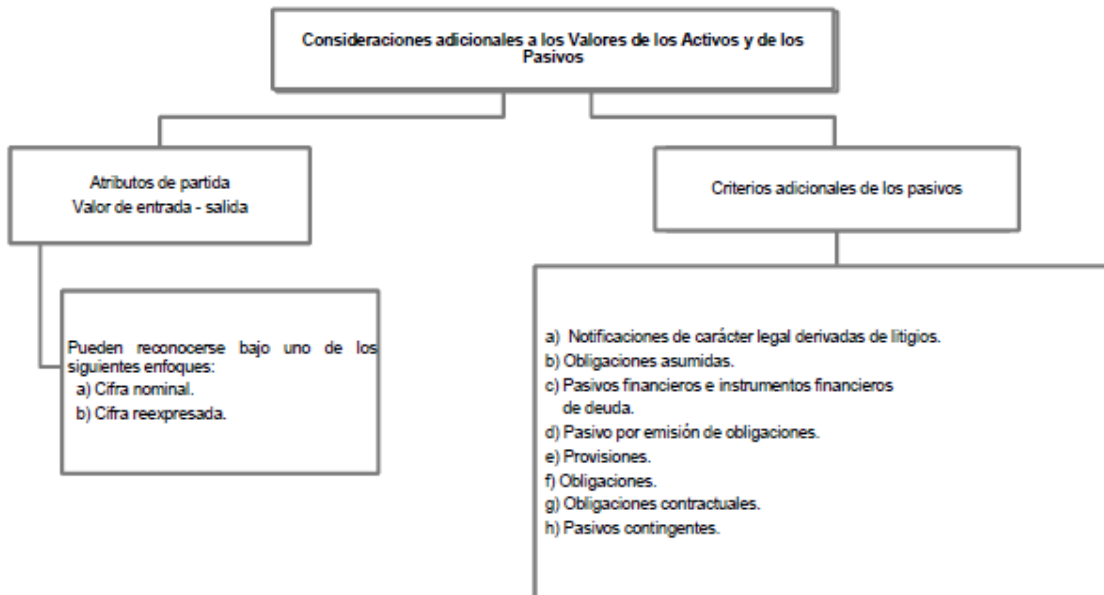 Consideraciones adicionales a los Valores de los Activos y de los
Pasivos
Atributos de partida
Valor de entrada - salida
Criterios adicionales de los pasivos
Pueden reconocerse bajo uno de los
siguientes enfoques:
a) Cifra nominal.
b) Cifra reexpresada.
a) Notificaciones de carácter legal derivadas de litigios.
b) Obligaciones asumidas.
c) Pasivos financieros e instrumentos financieros
de deuda.
d) Pasivo por emisión de obligaciones.
e) Provisiones.
f) Obligaciones.
g) Obligaciones contractuales.
h) Pasivos contingentes.